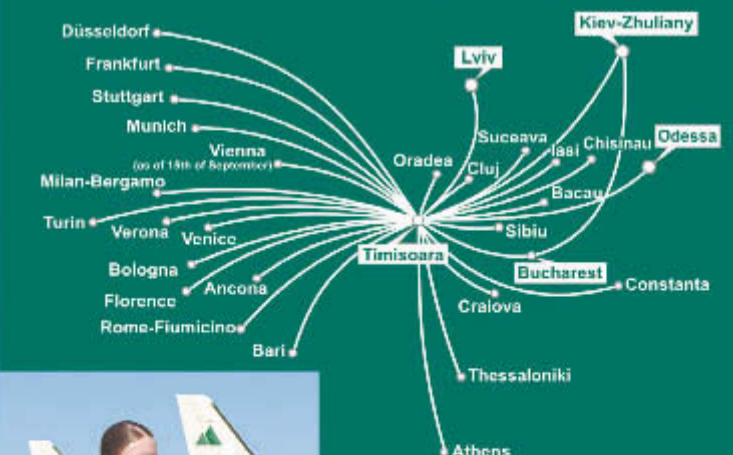 Düsseldorf
Kiev-Zhuliany
Frankfurt
Lviv
Stuttgart
Munich
Suceava
Iasi
Chisinau
Odessa
Vienna
(as of 15th of September)
Oradea
Cluj
Milan-Bergamo
Bacau
Turin
Verona
Venice
Sibiu
Timisoara
Bologna
Bucharest
Ancona
Constanta
Florence
Craiova
Rome-Fiumicino
Bari
Thessaloniki
Athens